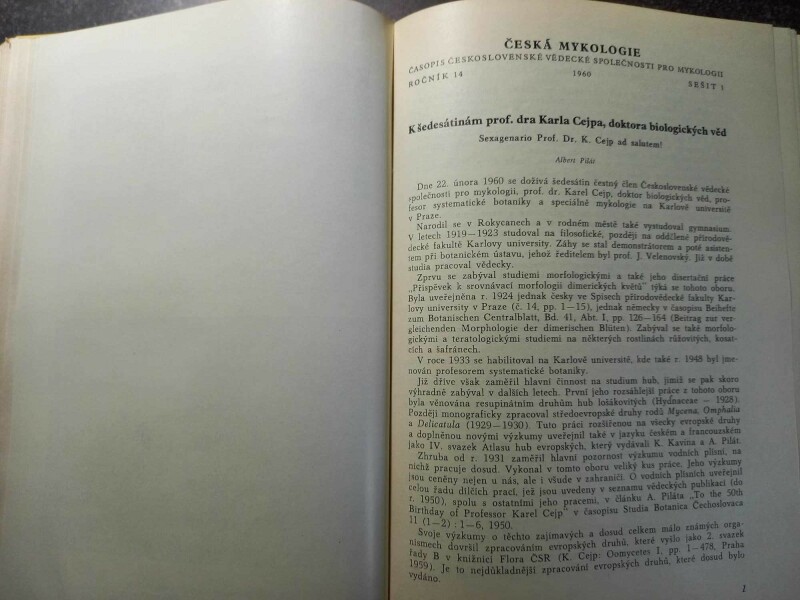 ČESKÁ MYKOLOGIE
ČASOPIS ČESKOSLOVENSKÉ VĚDECKÉ SPOLEČNOSTI PRO MYKOLOGII
ROČNÍK 14 1960 SEŠIT 1
K šedesátinám prof. dra Karla Cejpa, doktora biologických věd
Sexagenario Prof. Dr. K. Cejp ad salutem!
Albert Pilát
Dne 22. února 1960 se dožívá šedesátin čestný člen Československé vědecké
společnosti pro mykologii, prof. dr. Karel Cejp, doktor biologických věd, pro-
fesor systematické botaniky a speciálně mykologie na Karlově universitě
v Praze.
Narodil se v Rokycanech a v rodném městě také vystudoval gymnasium.
V letech 1919—1923 studoval na filosofické, později na oddělené přírodově-
decké fakultě Karlovy university. Záhy se stal demonstrátorem a poté asisten-
tem při botanickém ústavu, jehož ředitelem byl prof. J. Velenovský. Již v době
studia pracoval vědecky.
Zprvu se zabýval studiemi morfologickými a také jeho disertační práce
„Příspěvek k srovnávací morfologii dimerických květů" týká se tohoto oboru.
Byla uveřejněna r. 1924 jednak česky ve Spisech přírodovědecké fakulty Kar-
lovy university v Praze (č. 14, pp. 1—15), jednak německy v časopisu Beihefte
zum Botanischen Centralblatt, Bd. 41, Abt. I, pp. 126—164 (Beitrag zur ver-
gleichenden Morphologie der dimerischen Blüten). Zabýval se také morfolo-
gickými a teratologickými studiemi na některých rostlinách růžovitých, kosat-
cích a šafránech.
V roce 1933 se habilitoval na Karlově universitě, kde také r. 1948 byl jme-
nován profesorem systematické botaniky.
Již dříve však zaměřil hlavní činnost na studium hub, jimiž se pak skoro
výhradně zabýval v dalších letech. První jeho rozsáhlejší práce z tohoto oboru
byla věnována resupinátním druhům hub lošákovitých (Hydnaceae — 1928).
Později monograficky zpracoval středoevropské druhy rodů Mycena, Omphalia
a Delicatula (1929—1930). Tuto práci rozšířenou na všecky evropské druhy
a doplněnou novými výzkumy uveřejnil také v jazyku českém a francouzském
jako IV. svazek Atlasu hub evropských, který vydávali K. Kavina a A. Pilát.
Zhruba od r. 1931 zaměřil hlavní pozornost výzkumu vodních plísní, na
nichž pracuje dosud. Vykonal v tomto oboru veliký kus práce. Jeho výzkumy
jsou ceněny nejen u nás, ale i všude v zahraničí. O vodních plísních uveřejnil
celou řadu dílčích prací, jež jsou uvedeny v seznamu vědeckých publikací (do
r. 1950), spolu s ostatními jeho pracemi, v článku A. Piláta „To the 50th
Birthday of Professor Karel Cejp" v časopisu Studia Botanica Čechoslovaca
11 (1—2) : 1—6, 1950.
Svoje výzkumy o těchto zajímavých a dosud celkem málo známých orga-
nismech dovršil zpracováním evropských druhů, které vyšlo jako 2. svazek
řady B v knižnici Flora ČSR (K. Cejp: Oomycetes I, pp. 1—478, Praha
1959). Je to nejdůkladnější zpracování evropských druhů, které dosud bylo
vydáno.
1